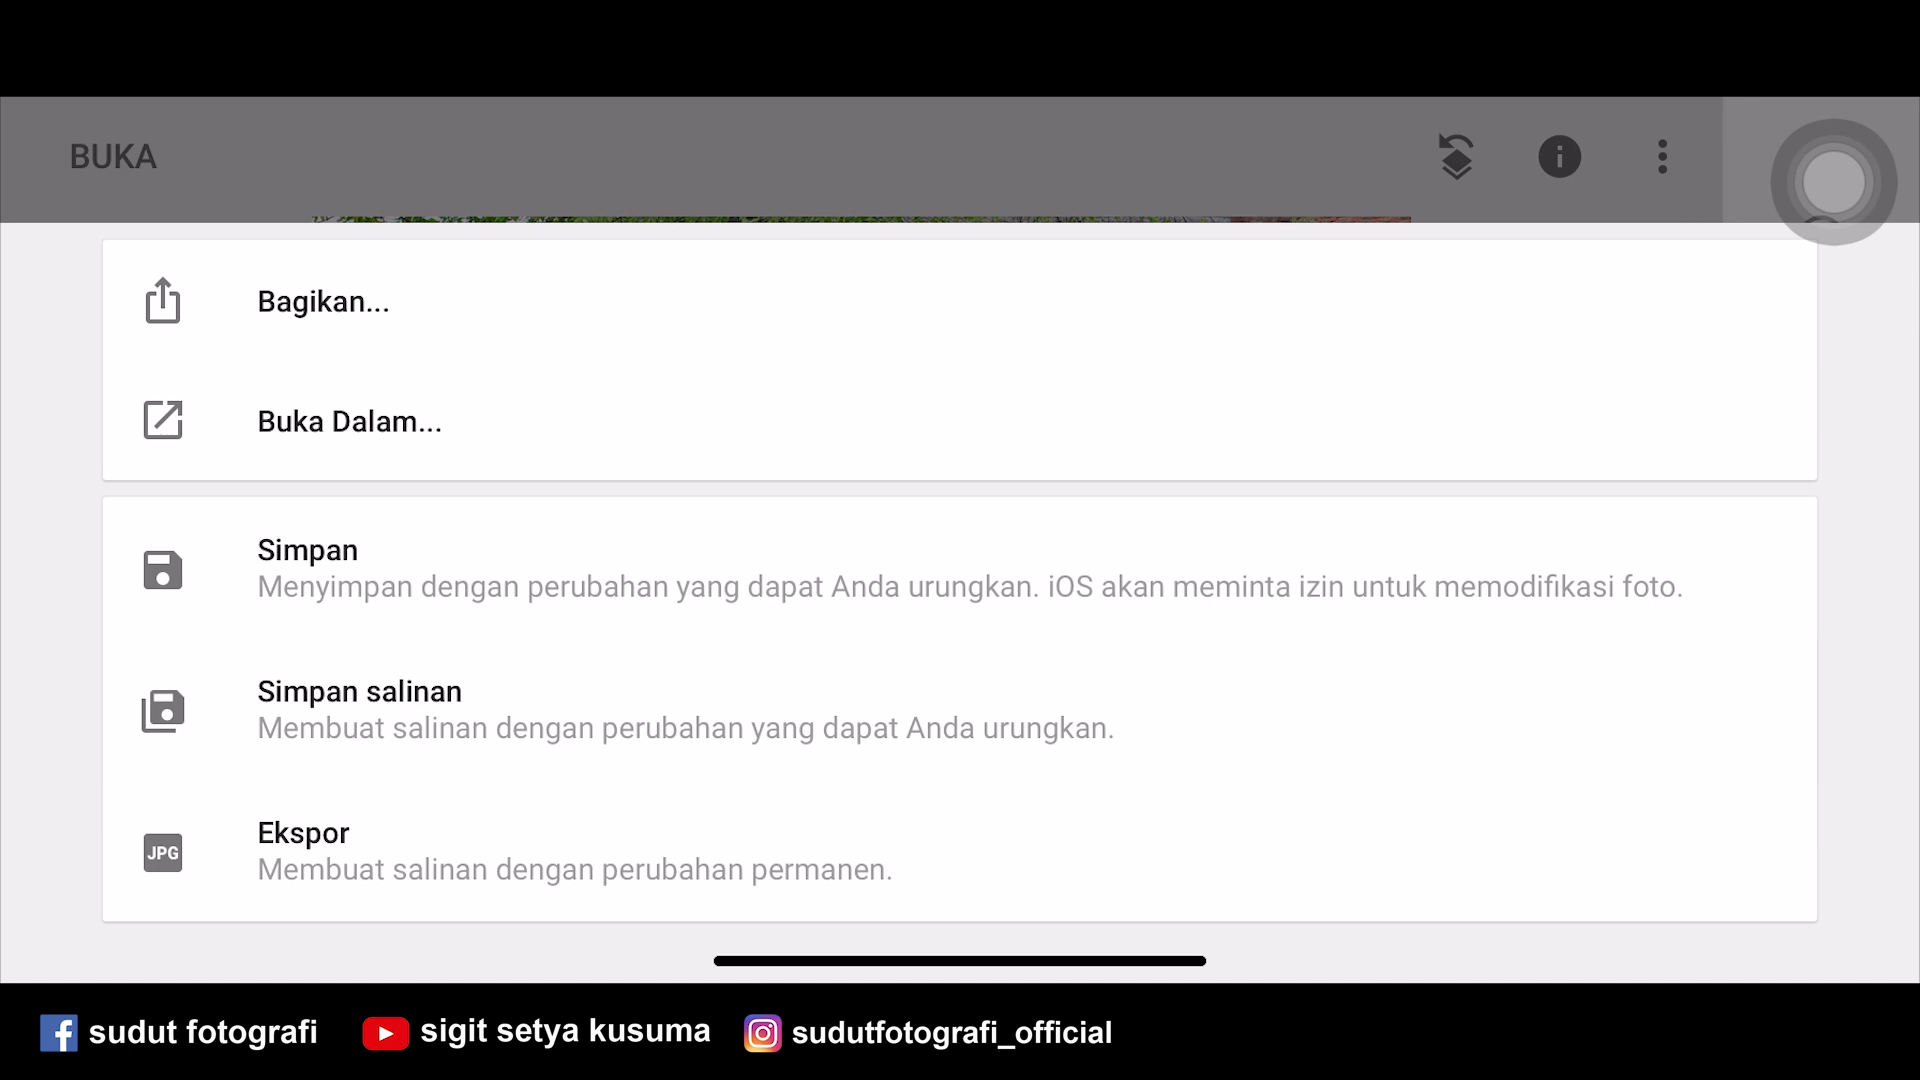 BUKA
Bagikan...
Buka Dalam...
Simpan
Menyimpan dengan perubahan yang dapat Anda urungkan. iOS akan meminta izin untuk memodifikasi foto.
Simpan salinan
Membuat salinan dengan perubahan yang dapat Anda urungkan.
JPG
Ekspor
Membuat salinan dengan perubahan permanen.
sudut fotografi
sigit setya kusuma
sudutfotografi_official